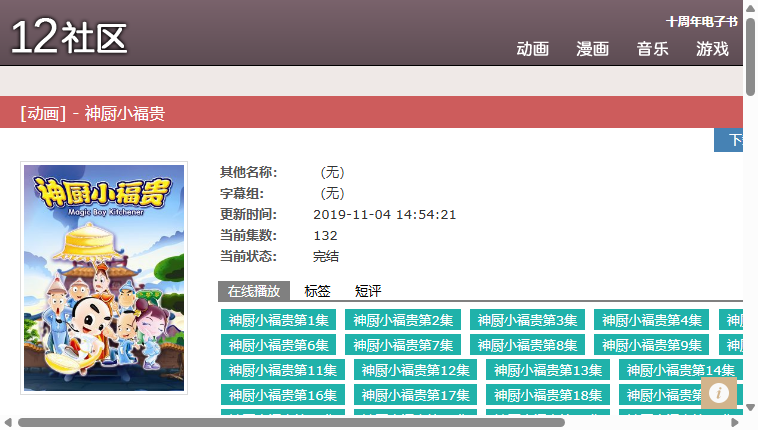 12社区
十周年电子书
动画 漫画 音乐 游戏
[动画] - 神厨小福贵
神厨小福贵
Magic Boy Kitchener
其他名称: (无)
字幕组: (无)
更新时间: 2019-11-04 14:54:21
当前集数: 132
当前状态: 完结
在线播放 标签 短评
神厨小福贵第1集 神厨小福贵第2集 神厨小福贵第3集 神厨小福贵第4集
神厨小福贵第6集 神厨小福贵第7集 神厨小福贵第8集 神厨小福贵第9集
神厨小福贵第11集 神厨小福贵第12集 神厨小福贵第13集 神厨小福贵第14集
神厨小福贵第16集 神厨小福贵第17集 神厨小福贵第18集 神厨小福贵